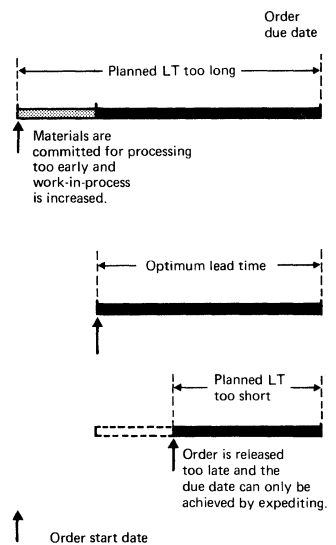 Order
due date
Planned LT too long
Materials are
committed for processing
too early and
work-in-process
is increased.
Optimum lead time
Planned LT
too short
Order is released
too late and the
due date can only be
achieved by expediting.
Order start date